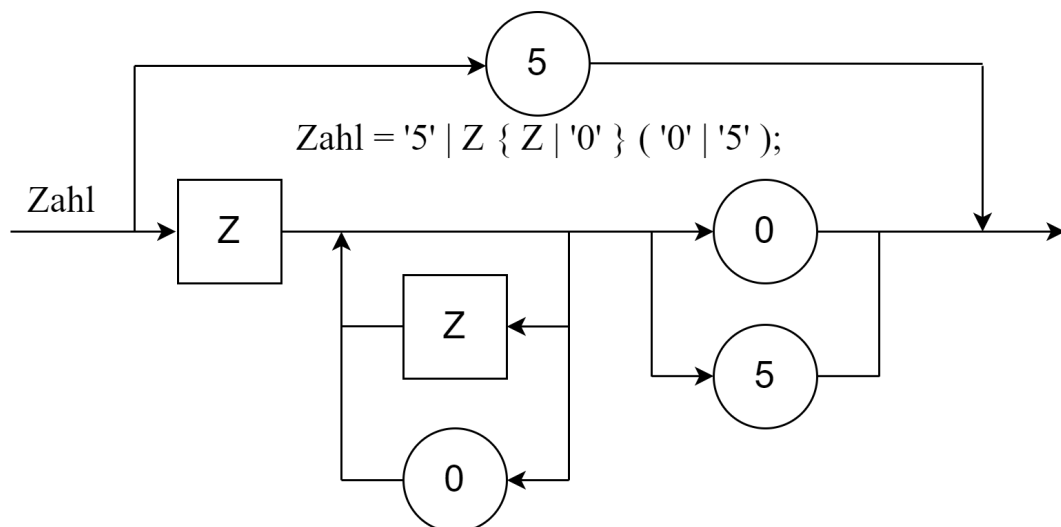 5
Zahl = '5' | Z { Z | '0' } ( '0' | '5' );
Zahl
Z
0
Z
5
0